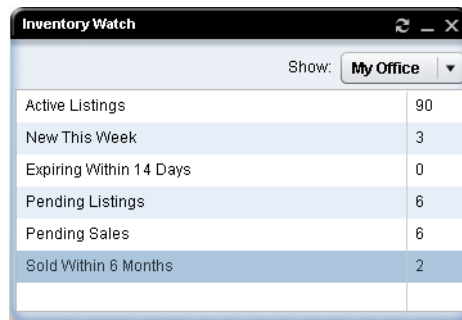 Inventory Watch
Show: My Office
Active Listings 90
New This Week 3
Expiring Within 14 Days 0
Pending Listings 6
Pending Sales 6
Sold Within 6 Months 2